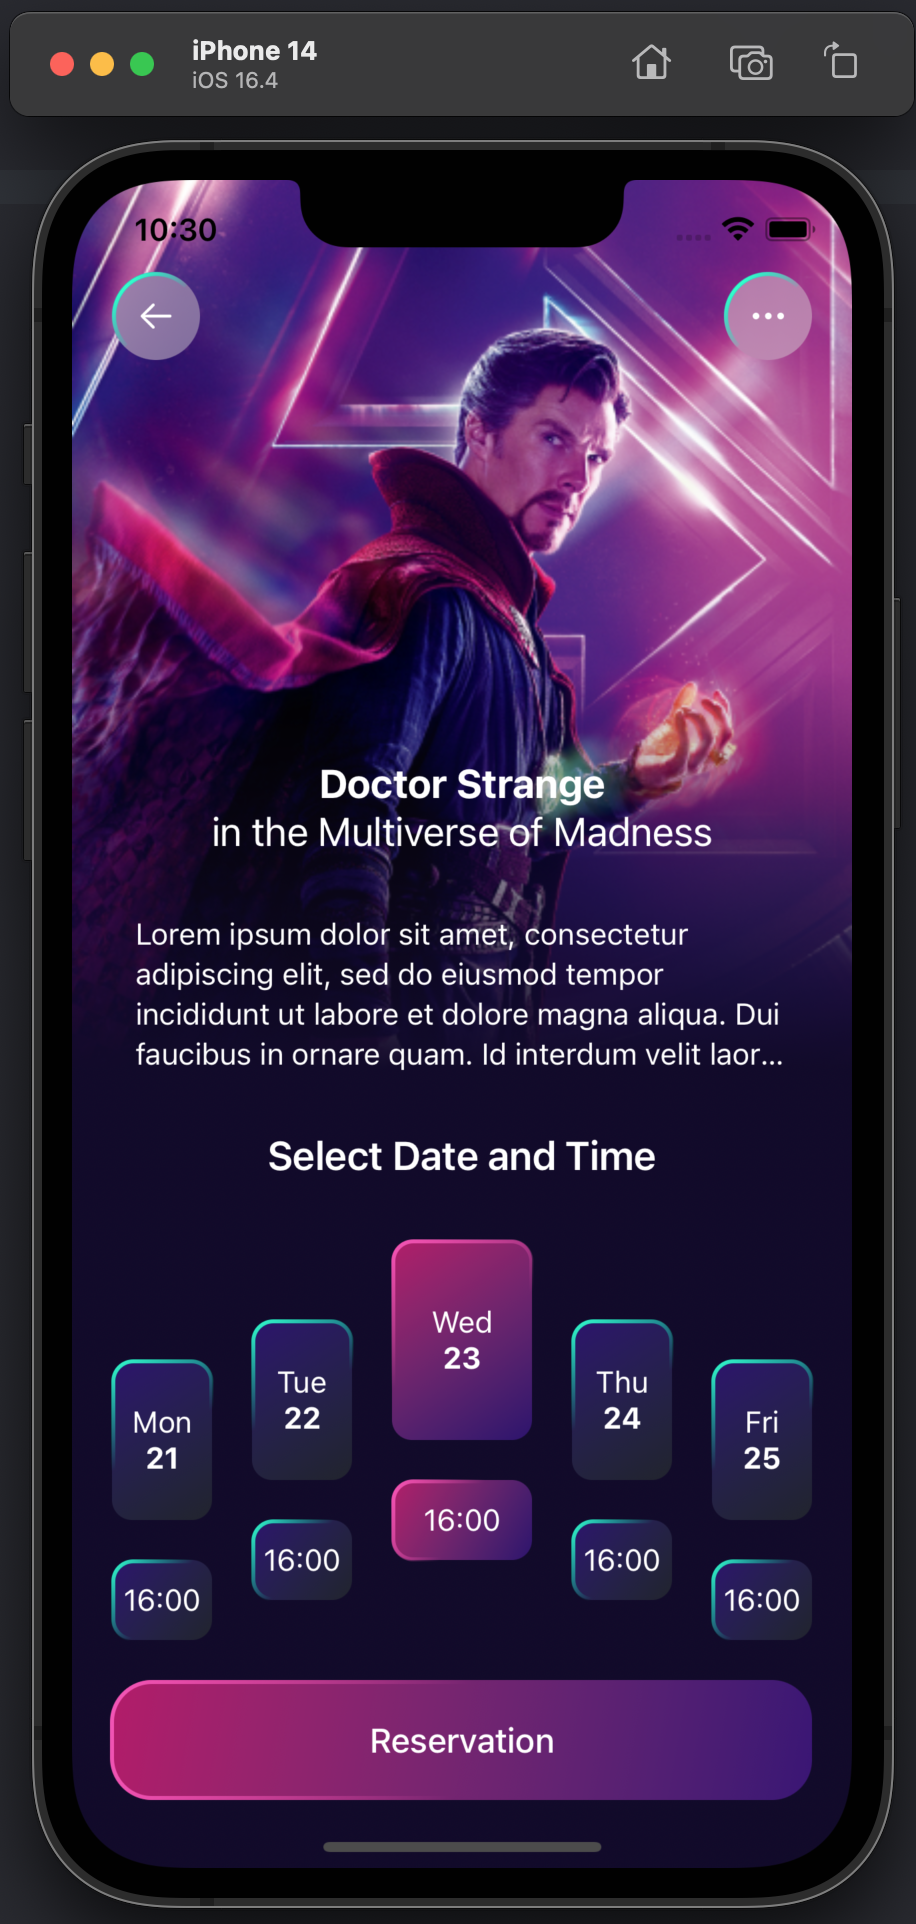 iPhone 14
iOS 16.4
10:30
Doctor Strange
in the Multiverse of Madness
Lorem ipsum dolor sit amet, consectetur
adipiscing elit, sed do eiusmod tempor
incididunt ut labore et dolore magna aliqua. Dui
faucibus in ornare quam. Id interdum velit laor...
Select Date and Time
Mon
21
16:00
Tue
22
16:00
Wed
23
16:00
Thu
24
16:00
Fri
25
16:00
Reservation